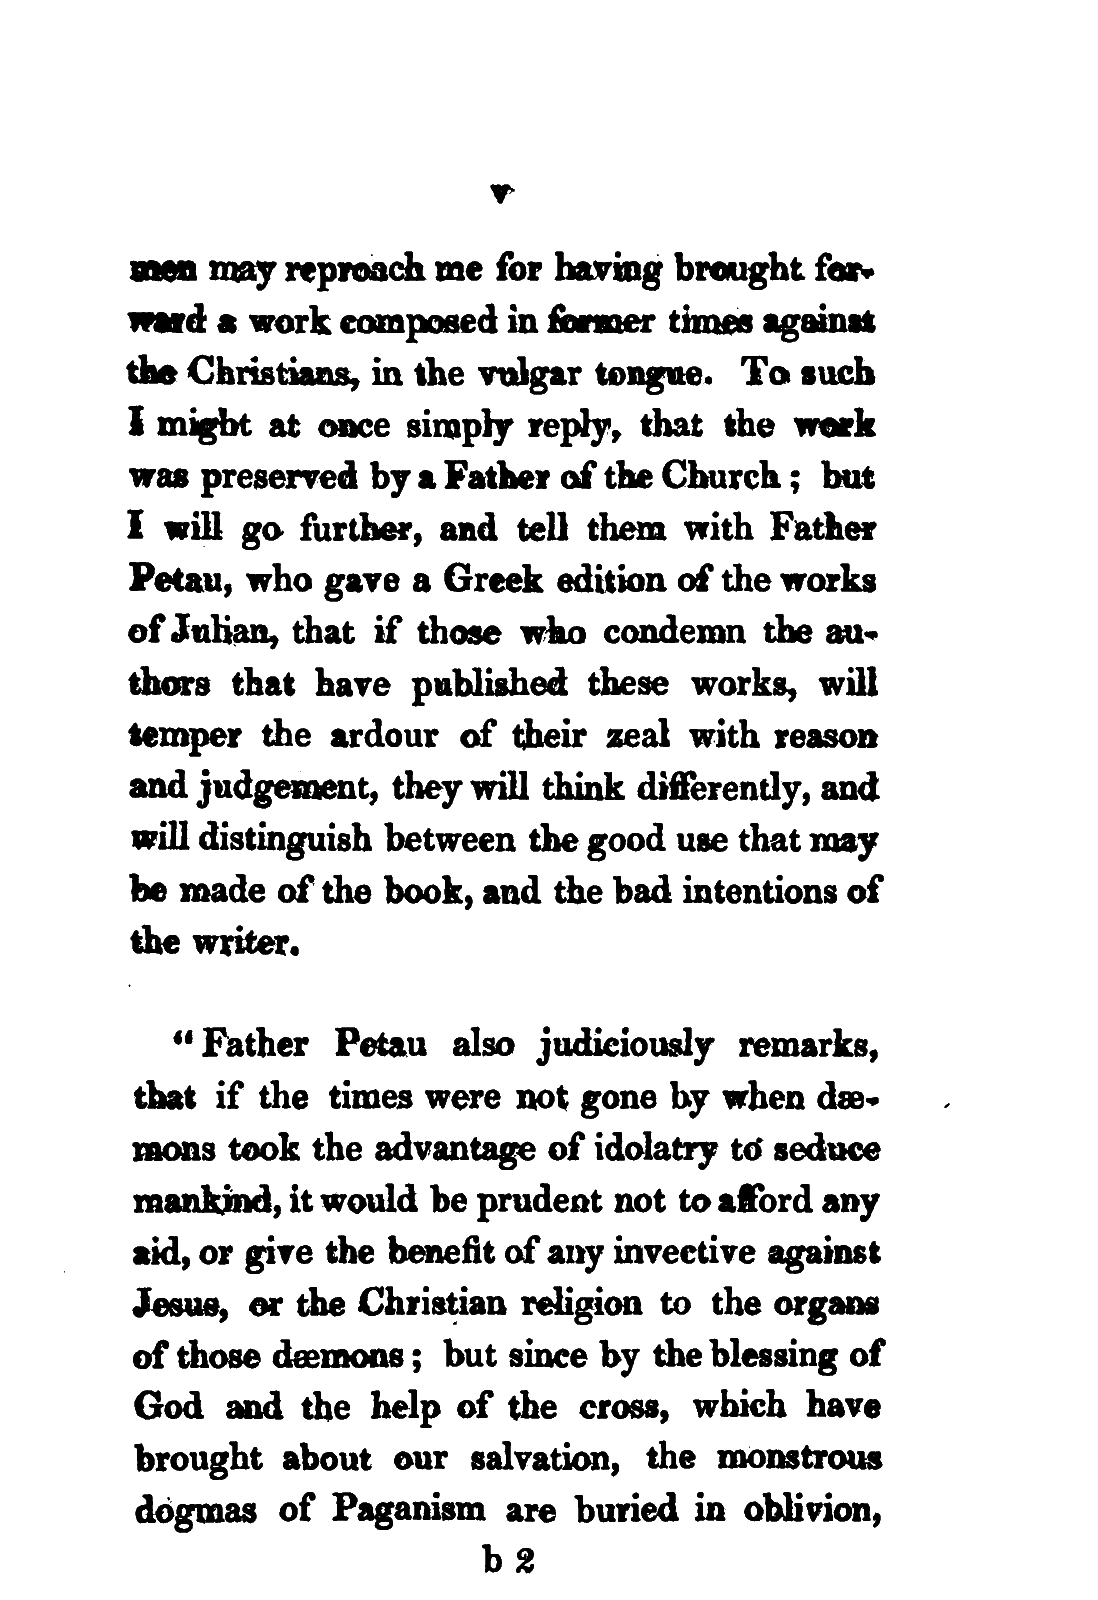 v
men may reproach me for having brought for-
ward a work composed in former times against
the Christians, in the vulgar tongue. To such
I might at once simply reply, that the work
was preserved by a Father of the Church; but
I will go further, and tell them with Father
Petau, who gave a Greek edition of the works
of Julian, that if those who condemn the au-
thors that have published these works, will
temper the ardour of their zeal with reason
and judgement, they will think differently, and
will distinguish between the good use that may
be made of the book, and the bad intentions of
the writer.
“Father Petau also judiciously remarks,
that if the times were not gone by when dæ-
mons took the advantage of idolatry to seduce
mankind, it would be prudent not to afford any
aid, or give the benefit of any invective against
Jesus, or the Christian religion to the organs
of those dæmons; but since by the blessing of
God and the help of the cross, which have
brought about our salvation, the monstrous
dogmas of Paganism are buried in oblivion,
b 2